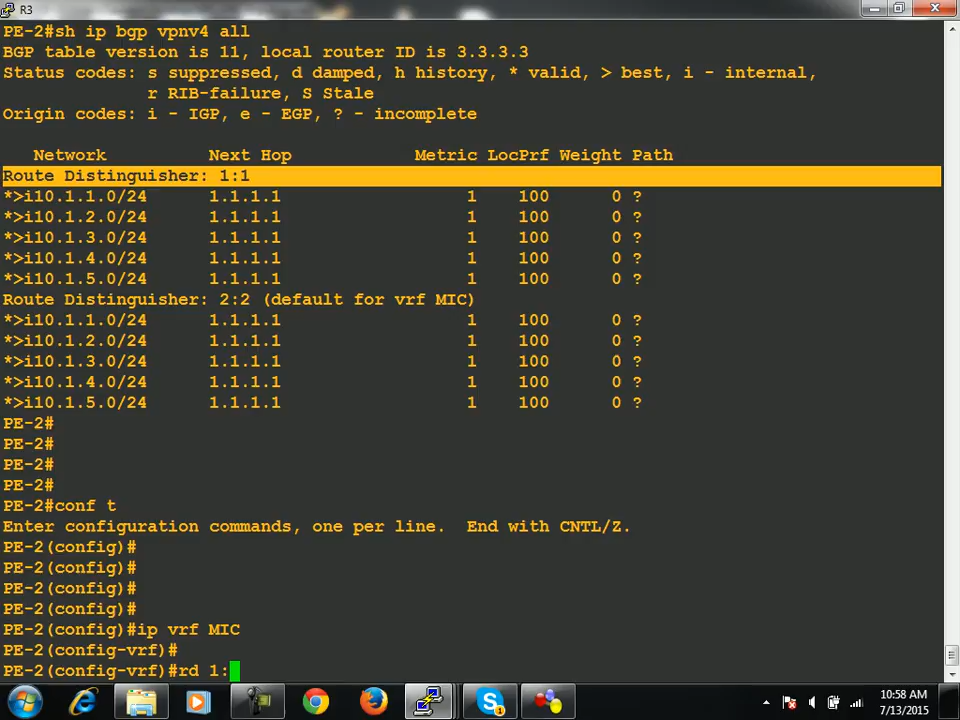 R3
PE-2#sh ip bgp vpnv4 all
BGP table version is 11, local router ID is 3.3.3.3
Status codes: s suppressed, d damped, h history, * valid, > best, i - internal,
              r RIB-failure, S Stale
Origin codes: i - IGP, e - EGP, ? - incomplete
   Network          Next Hop            Metric LocPrf Weight Path
Route Distinguisher: 1:1
*>i10.1.1.0/24      1.1.1.1                  1    100      0 ?
*>i10.1.2.0/24      1.1.1.1                  1    100      0 ?
*>i10.1.3.0/24      1.1.1.1                  1    100      0 ?
*>i10.1.4.0/24      1.1.1.1                  1    100      0 ?
*>i10.1.5.0/24      1.1.1.1                  1    100      0 ?
Route Distinguisher: 2:2 (default for vrf MIC)
*>i10.1.1.0/24      1.1.1.1                  1    100      0 ?
*>i10.1.2.0/24      1.1.1.1                  1    100      0 ?
*>i10.1.3.0/24      1.1.1.1                  1    100      0 ?
*>i10.1.4.0/24      1.1.1.1                  1    100      0 ?
*>i10.1.5.0/24      1.1.1.1                  1    100      0 ?
PE-2#
PE-2#
PE-2#
PE-2#
PE-2#conf t
Enter configuration commands, one per line.  End with CNTL/Z.
PE-2(config)#
PE-2(config)#
PE-2(config)#
PE-2(config)#
PE-2(config)#ip vrf MIC
PE-2(config-vrf)#
PE-2(config-vrf)#rd 1:
10:58 AM
7/13/2015